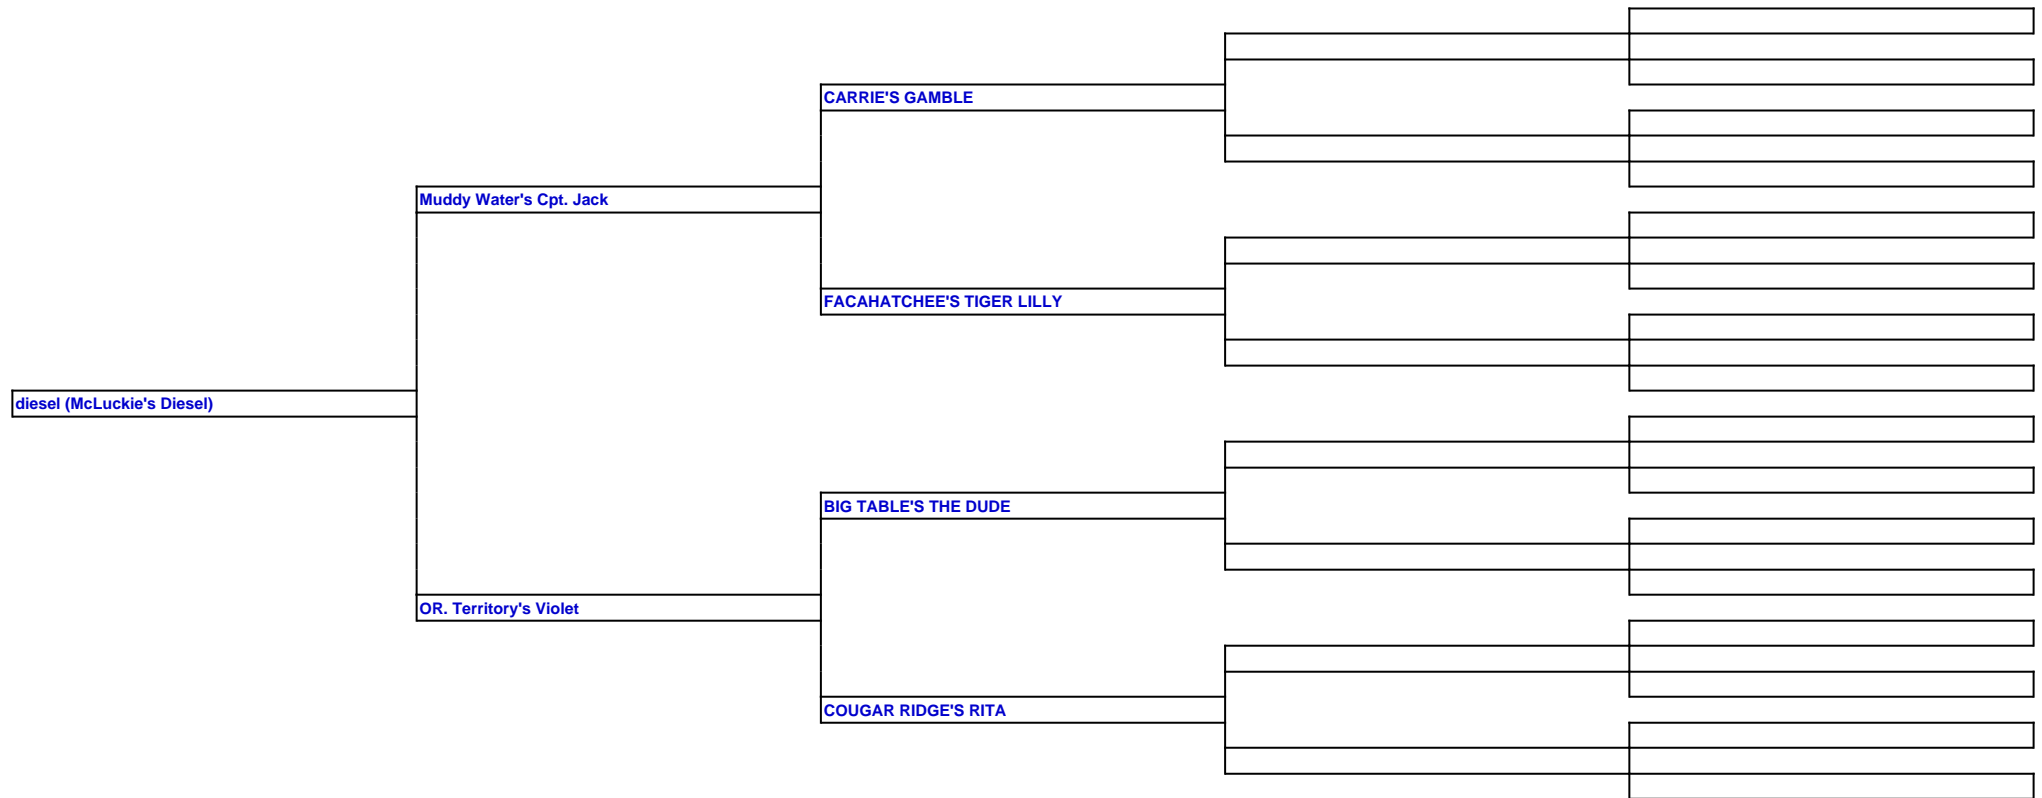 CARRIE'S GAMBLE
Muddy Water's Cpt. Jack
FACAHATCHEE'S TIGER LILLY
diesel (McLuckie's Diesel)
BIG TABLE'S THE DUDE
OR. Territory's Violet
COUGAR RIDGE'S RITA